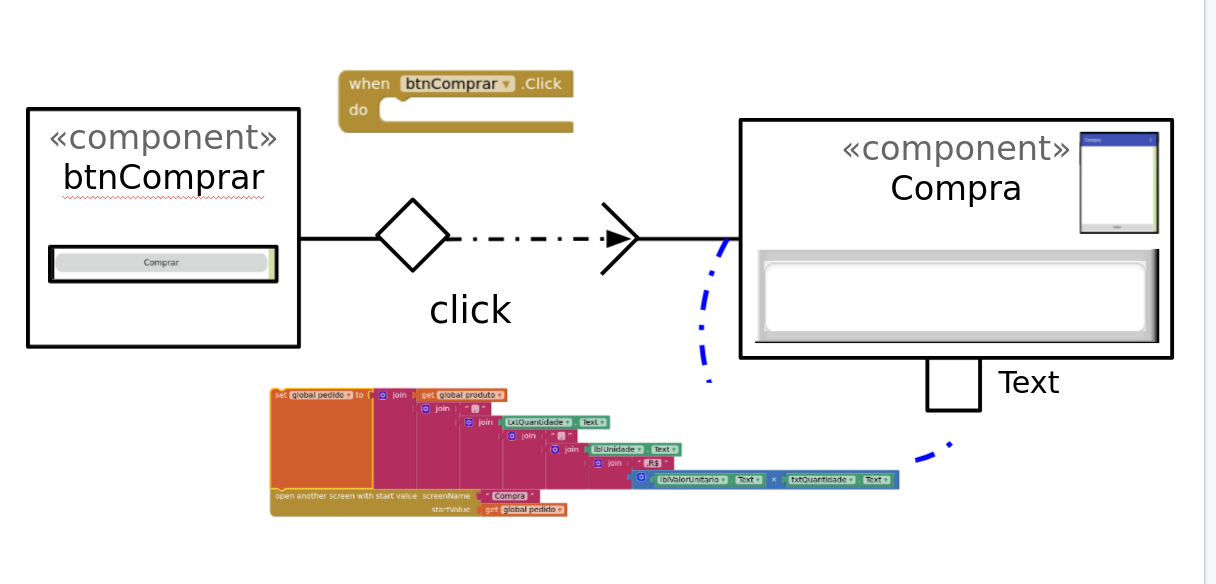 when btnComprar .Click
do
«component»
btnComprar
Comprar
«component»
Compra
Compra
click
Text
set global pedido to join get global produto
join " , "
join txtQuantidade . Text
join " , "
join lblUnidade . Text
join " ,R$ "
lblValorUnitario . Text × txtQuantidade . Text
open another screen with start value screenName " Compra "
startValue get global pedido